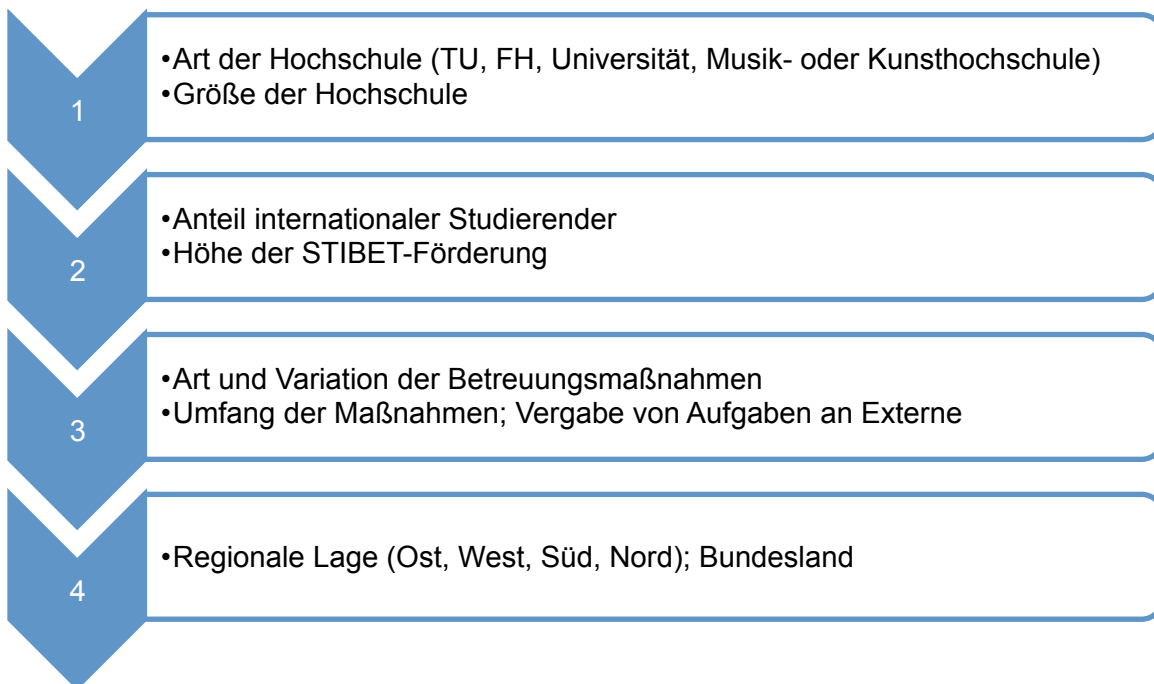 1
•Art der Hochschule (TU, FH, Universität, Musik- oder Kunsthochschule)
•Größe der Hochschule
2
•Anteil internationaler Studierender
•Höhe der STIBET-Förderung
3
•Art und Variation der Betreuungsmaßnahmen
•Umfang der Maßnahmen; Vergabe von Aufgaben an Externe
4
•Regionale Lage (Ost, West, Süd, Nord); Bundesland